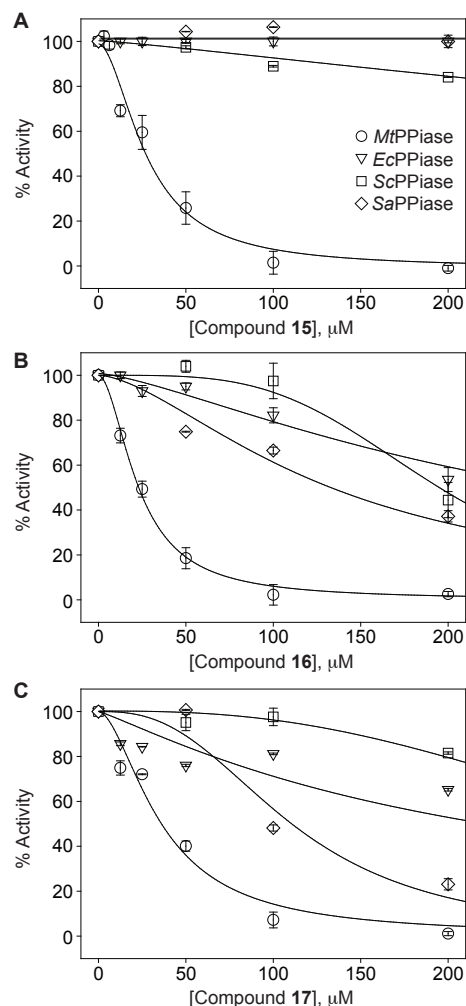 A
100
80
60
40
20
0
% Activity
MtPPiase
EcPPiase
ScPPiase
SaPPiase
0 50 100 150 200
[Compound 15], μM
B
100
80
60
40
20
0
% Activity
0 50 100 150 200
[Compound 16], μM
C
100
80
60
40
20
0
% Activity
0 50 100 150 200
[Compound 17], μM